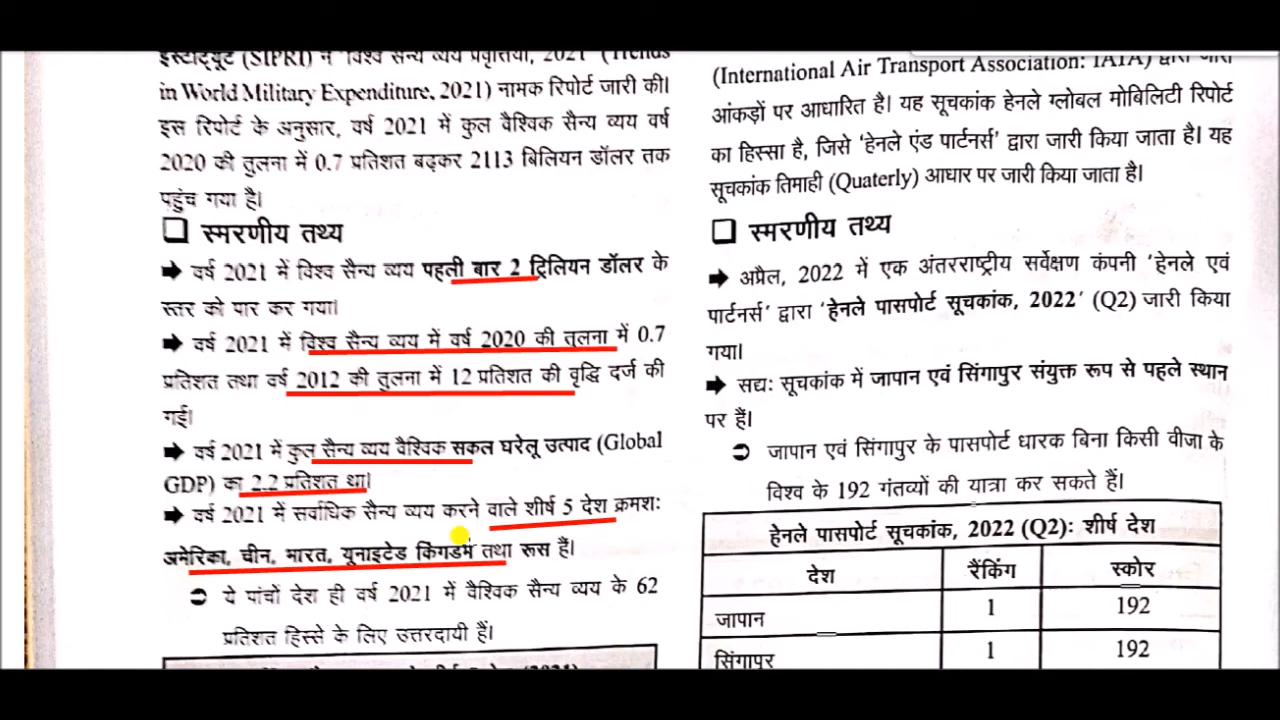 इंस्टीट्यूट (SIPRI) ने 'विश्व सैन्य व्यय प्रवृत्तियां, 2021' (Trends
in World Military Expenditure, 2021) नामक रिपोर्ट जारी की।
इस रिपोर्ट के अनुसार, वर्ष 2021 में कुल वैश्विक सैन्य व्यय वर्ष
2020 की तुलना में 0.7 प्रतिशत बढ़कर 2113 बिलियन डॉलर तक
पहुंच गया है।
स्मरणीय तथ्य
➡ वर्ष 2021 में विश्व सैन्य व्यय पहली बार 2 ट्रिलियन डॉलर के
स्तर को पार कर गया।
➡ वर्ष 2021 में विश्व सैन्य व्यय में वर्ष 2020 की तुलना में 0.7
प्रतिशत तथा वर्ष 2012 की तुलना में 12 प्रतिशत की वृद्धि दर्ज की
गई।
➡ वर्ष 2021 में कुल सैन्य व्यय वैश्विक सकल घरेलू उत्पाद (Global
GDP) का 2.2 प्रतिशत था।
➡ वर्ष 2021 में सर्वाधिक सैन्य व्यय करने वाले शीर्ष 5 देश क्रमशः
अमेरिका, चीन, भारत, यूनाइटेड किंगडम तथा रूस हैं।
➲ ये पांचों देश ही वर्ष 2021 में वैश्विक सैन्य व्यय के 62
प्रतिशत हिस्से के लिए उत्तरदायी हैं।
(International Air Transport Association: IATA) द्वारा जारी
आंकड़ों पर आधारित है। यह सूचकांक हेनले ग्लोबल मोबिलिटी रिपोर्ट
का हिस्सा है, जिसे 'हेनले एंड पार्टनर्स' द्वारा जारी किया जाता है। यह
सूचकांक तिमाही (Quaterly) आधार पर जारी किया जाता है।
स्मरणीय तथ्य
➡ अप्रैल, 2022 में एक अंतरराष्ट्रीय सर्वेक्षण कंपनी 'हेनले एवं
पार्टनर्स' द्वारा 'हेनले पासपोर्ट सूचकांक, 2022' (Q2) जारी किया
गया।
➡ सद्यः सूचकांक में जापान एवं सिंगापुर संयुक्त रूप से पहले स्थान
पर हैं।
➲ जापान एवं सिंगापुर के पासपोर्ट धारक बिना किसी वीजा के
विश्व के 192 गंतव्यों की यात्रा कर सकते हैं।
हेनले पासपोर्ट सूचकांक, 2022 (Q2): शीर्ष देश
देश रैंकिंग स्कोर
जापान 1 192
सिंगापुर 1 192